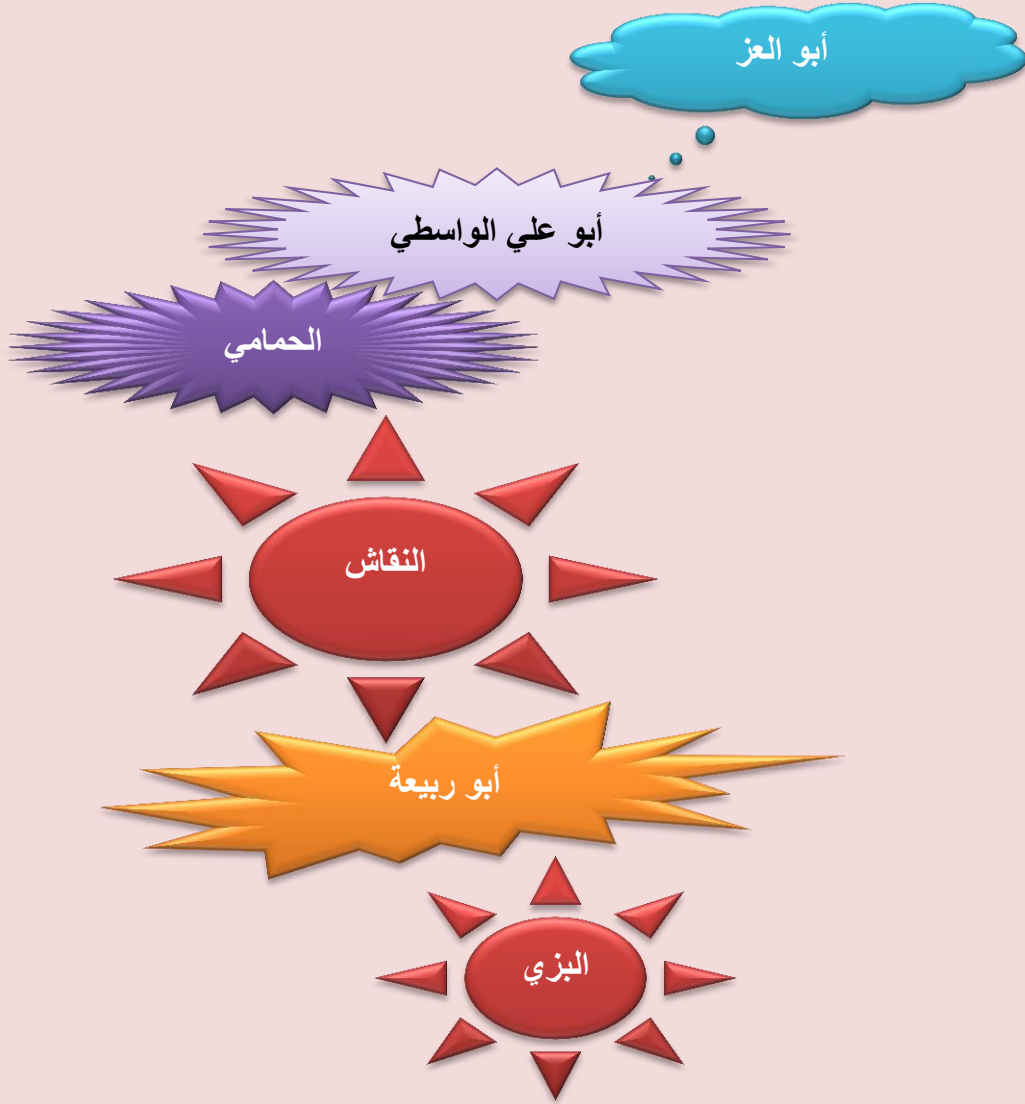 أبو العز
أبو علي الواسطي
الحمامي
النقاش
أبو ربيعة
البزي